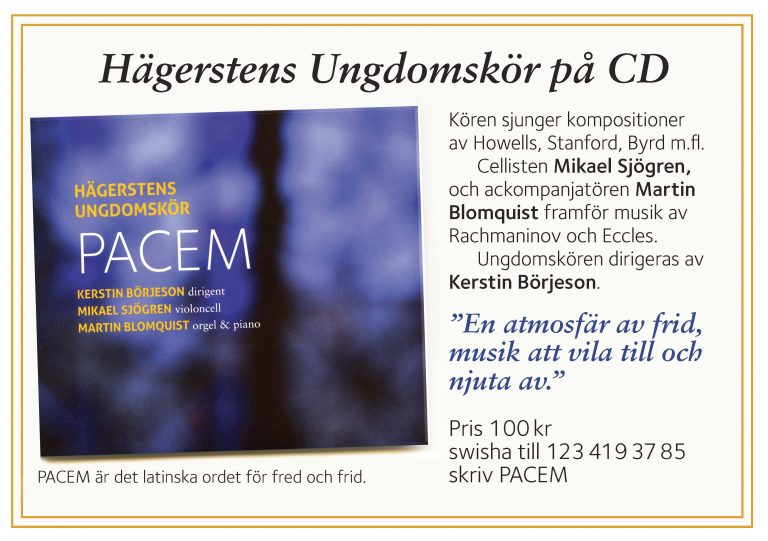 Hägerstens Ungdomskör på CD
HÄGERSTENS
UNGDOMSKÖR
PACEM
KERSTIN BÖRJESON dirigent
MIKAEL SJÖGREN violoncell
MARTIN BLOMQUIST orgel & piano
PACEM är det latinska ordet för fred och frid.
Kören sjunger kompositioner
av Howells, Stanford, Byrd m.fl.
Cellisten Mikael Sjögren,
och ackompanjatören Martin
Blomquist framför musik av
Rachmaninov och Eccles.
Ungdomskören dirigeras av
Kerstin Börjeson.
”En atmosfär av frid,
musik att vila till och
njuta av.”
Pris 100 kr
swisha till 123 419 37 85
skriv PACEM